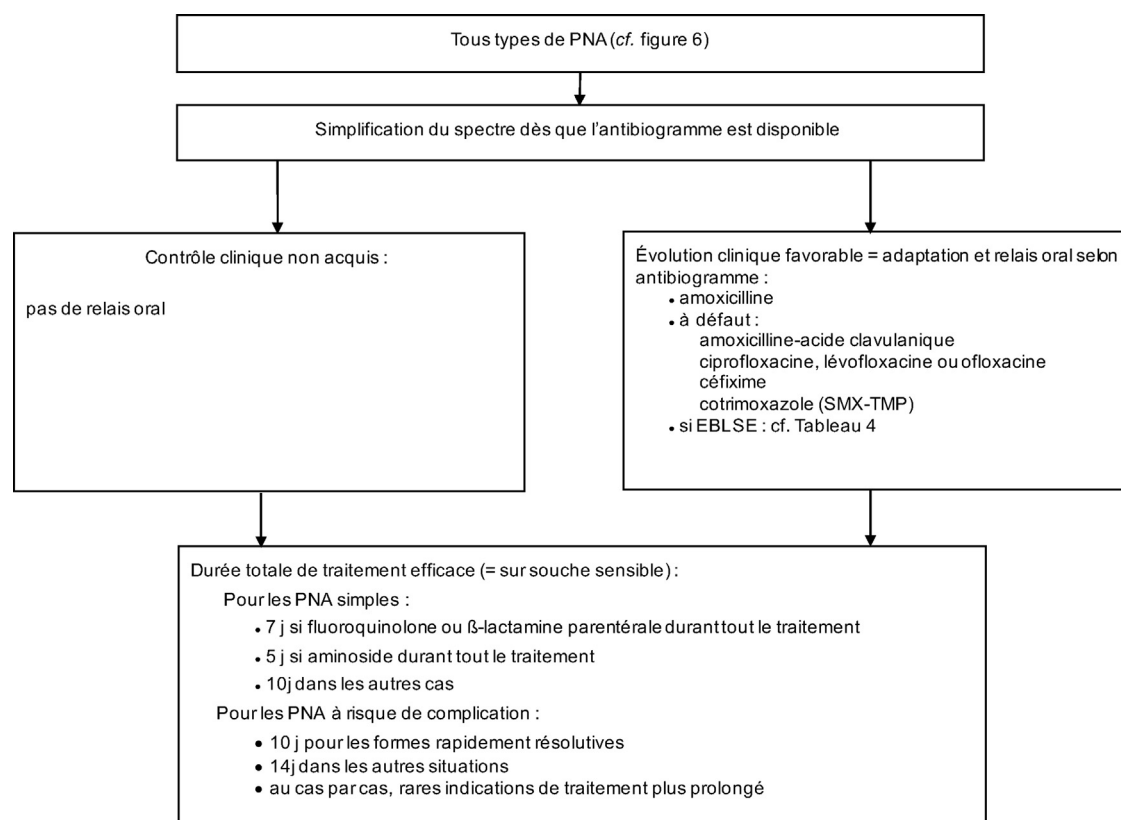 Tous types de PNA (cf. figure 6)
Simplification du spectre dès que l'antibiogramme est disponible
Contrôle clinique non acquis :
pas de relais oral
Évolution clinique favorable = adaptation et relais oral selon
antibiogramme :
• amoxicilline
• à défaut :
amoxicilline-acide clavulanique
ciprofloxacine, lévofloxacine ou ofloxacine
céfixime
cotrimoxazole (SMX-TMP)
• si EBLSE : cf. Tableau 4
Durée totale de traitement efficace (= sur souche sensible) :
Pour les PNA simples :
• 7 j si fluoroquinolone ou ß-lactamine parentérale durant tout le traitement
• 5 j si aminoside durant tout le traitement
• 10j dans les autres cas
Pour les PNA à risque de complication :
• 10 j pour les formes rapidement résolutives
• 14j dans les autres situations
• au cas par cas, rares indications de traitement plus prolongé